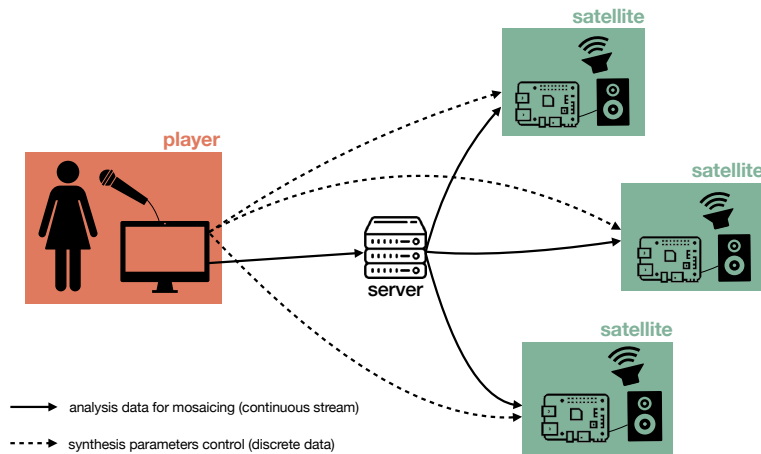 satellite
player
satellite
server
satellite
analysis data for mosaicing (continuous stream)
synthesis parameters control (discrete data)